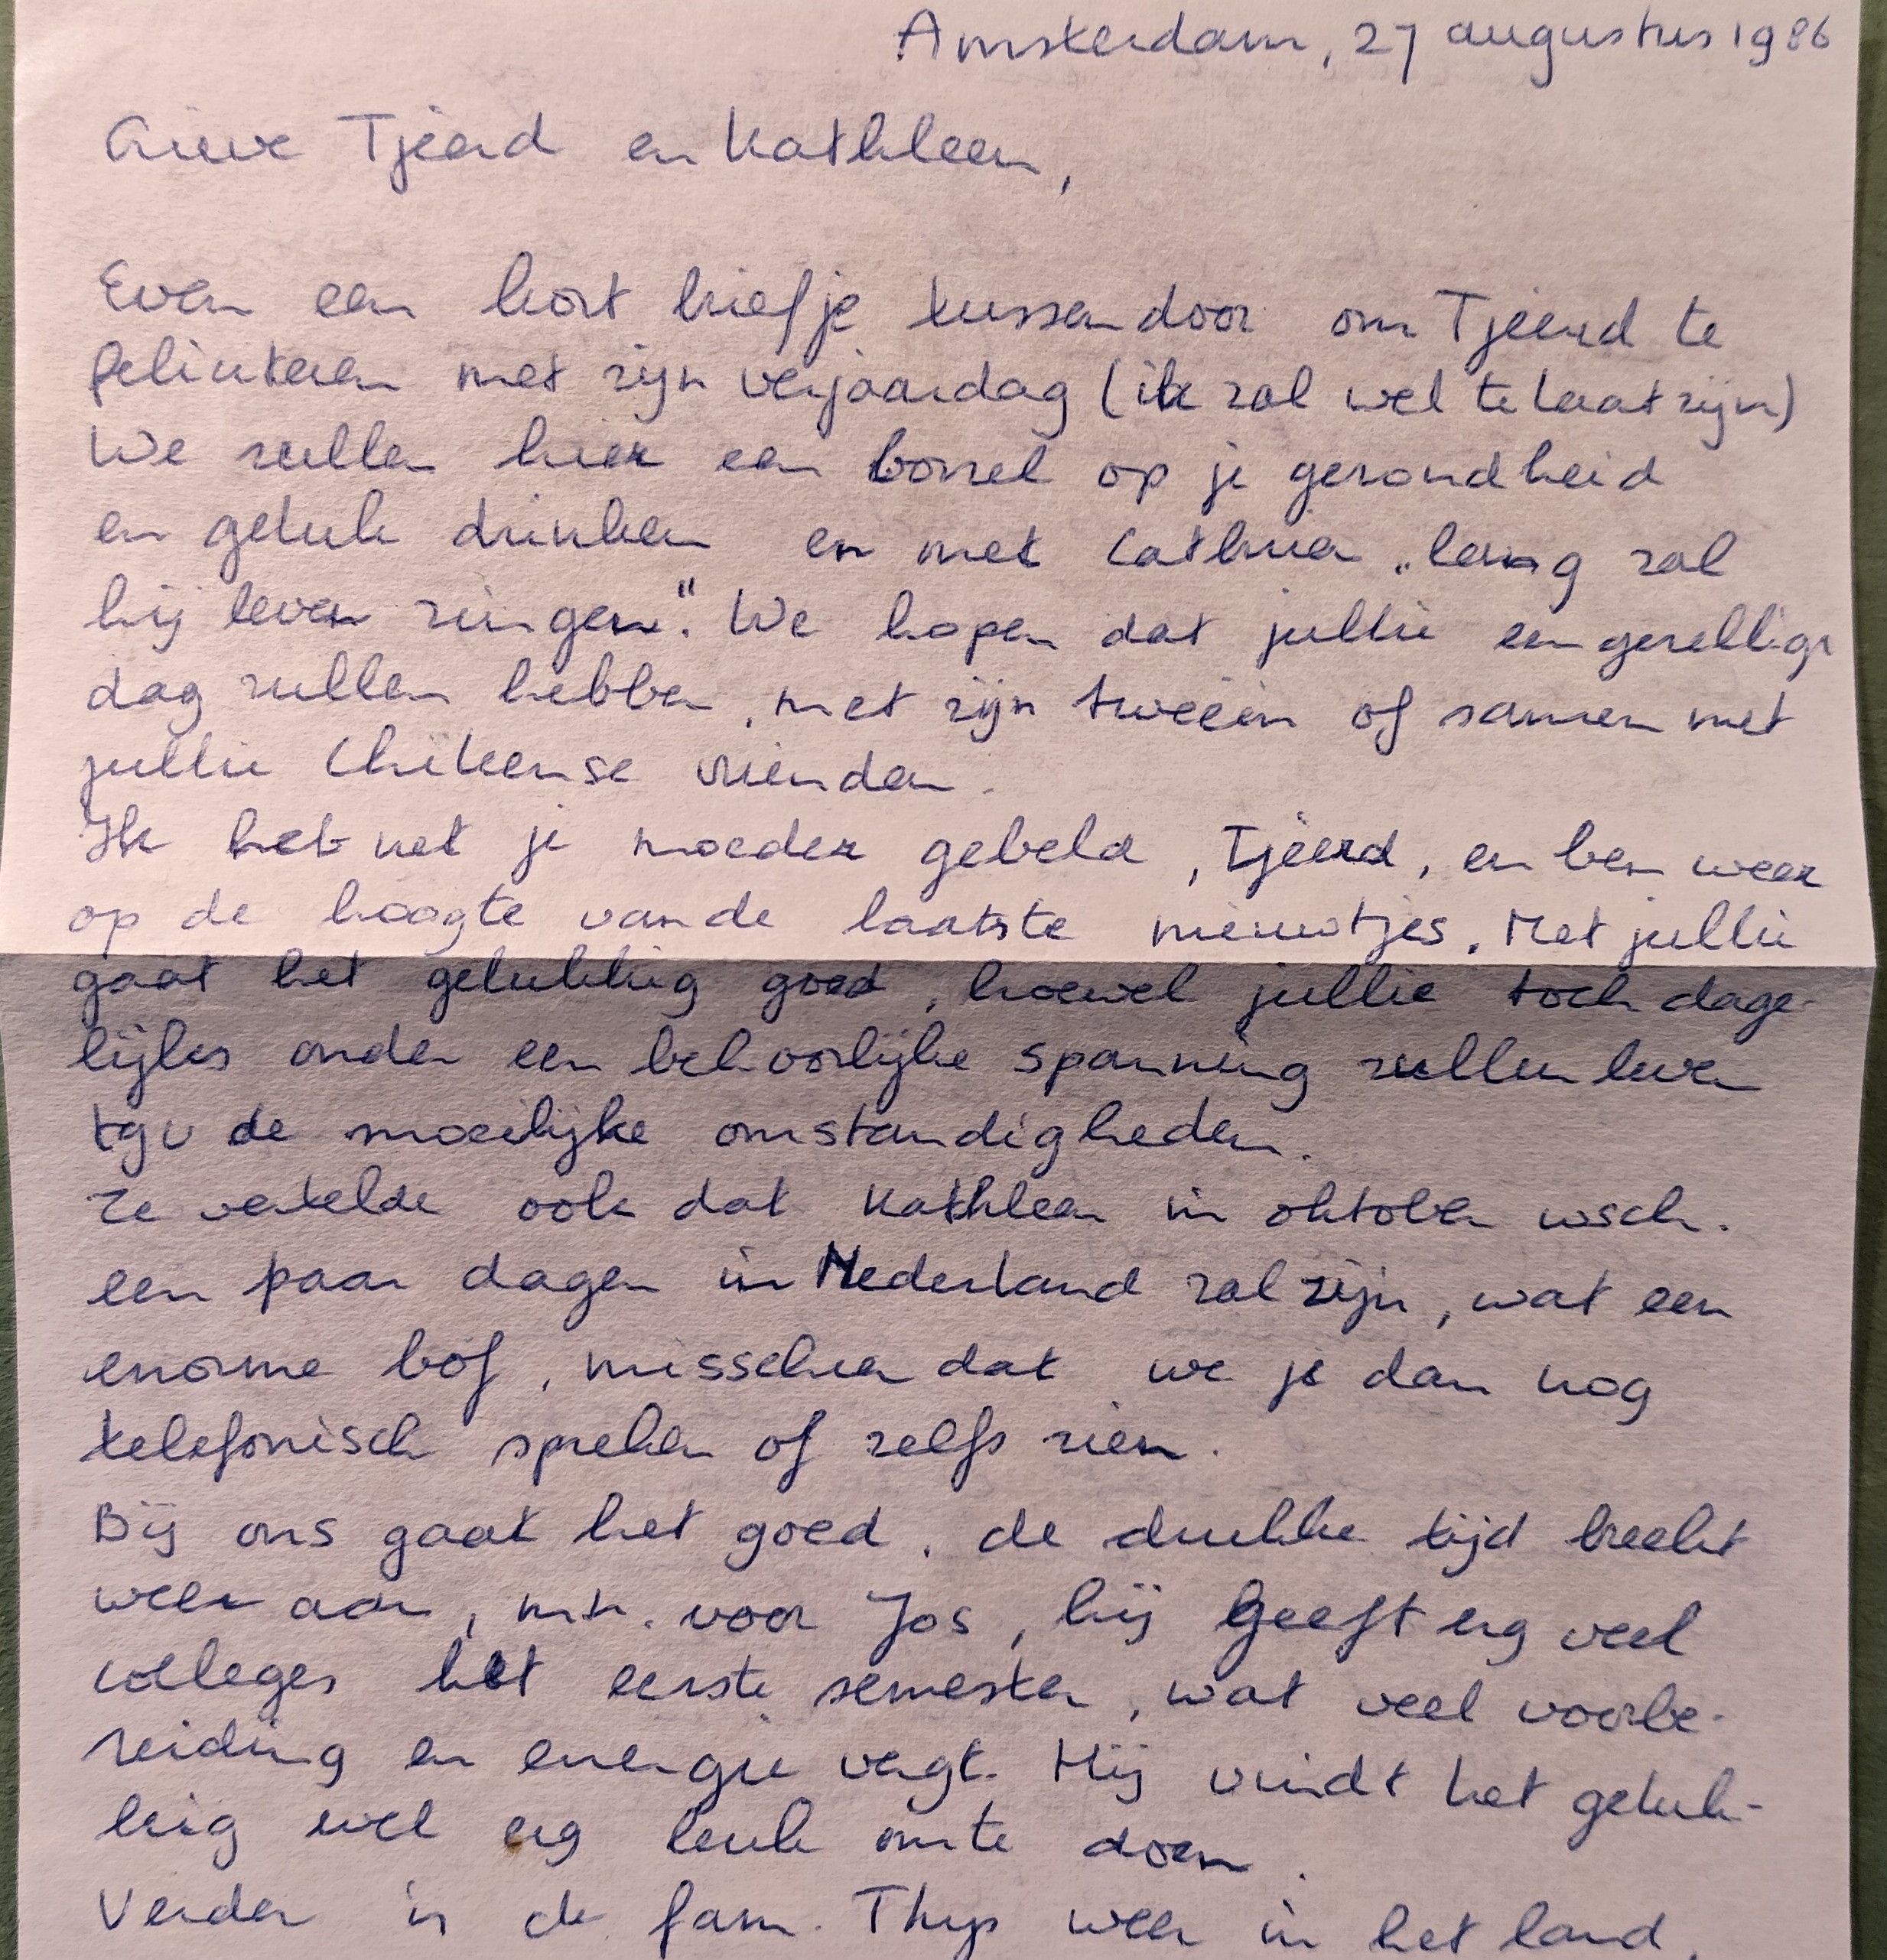 Amsterdam, 27 augustus 1986
Lieve Tjeerd en Kathleen,
Even een kort briefje tussendoor om Tjeerd te
feliciteren met zijn verjaardag (ik zal wel te laat zijn)
We zullen hier een borrel op je gezondheid
en geluk drinken en met Cathrien „lang zal
hij leven zingen". We hopen dat jullie een gezellige
dag zullen hebben, met zijn tweeën of samen met
jullie Chileense vrienden.
Ik heb net je moeder gebeld, Tjeerd, en ben weer
op de hoogte van de laatste nieuwtjes. Met jullie
gaat het gelukkig goed, hoewel jullie toch dage-
lijks onder een behoorlijke spanning zullen leven
tgv de moeilijke omstandigheden.
Ze vertelde ook dat Kathleen in oktober wsch.
een paar dagen in Nederland zal zijn, wat een
enorme bof, misschien dat we je dan nog
telefonisch spreken of zelfs zien.
Bij ons gaat het goed. de drukke tijd breekt
weer aan, m.n. voor Jos, hij geeft erg veel
colleges het eerste semester, wat veel voorbe-
reiding en energie vergt. Hij vindt het geluk-
kig wel erg leuk om te doen.
Verder is de fam. Thijs weer in het land.